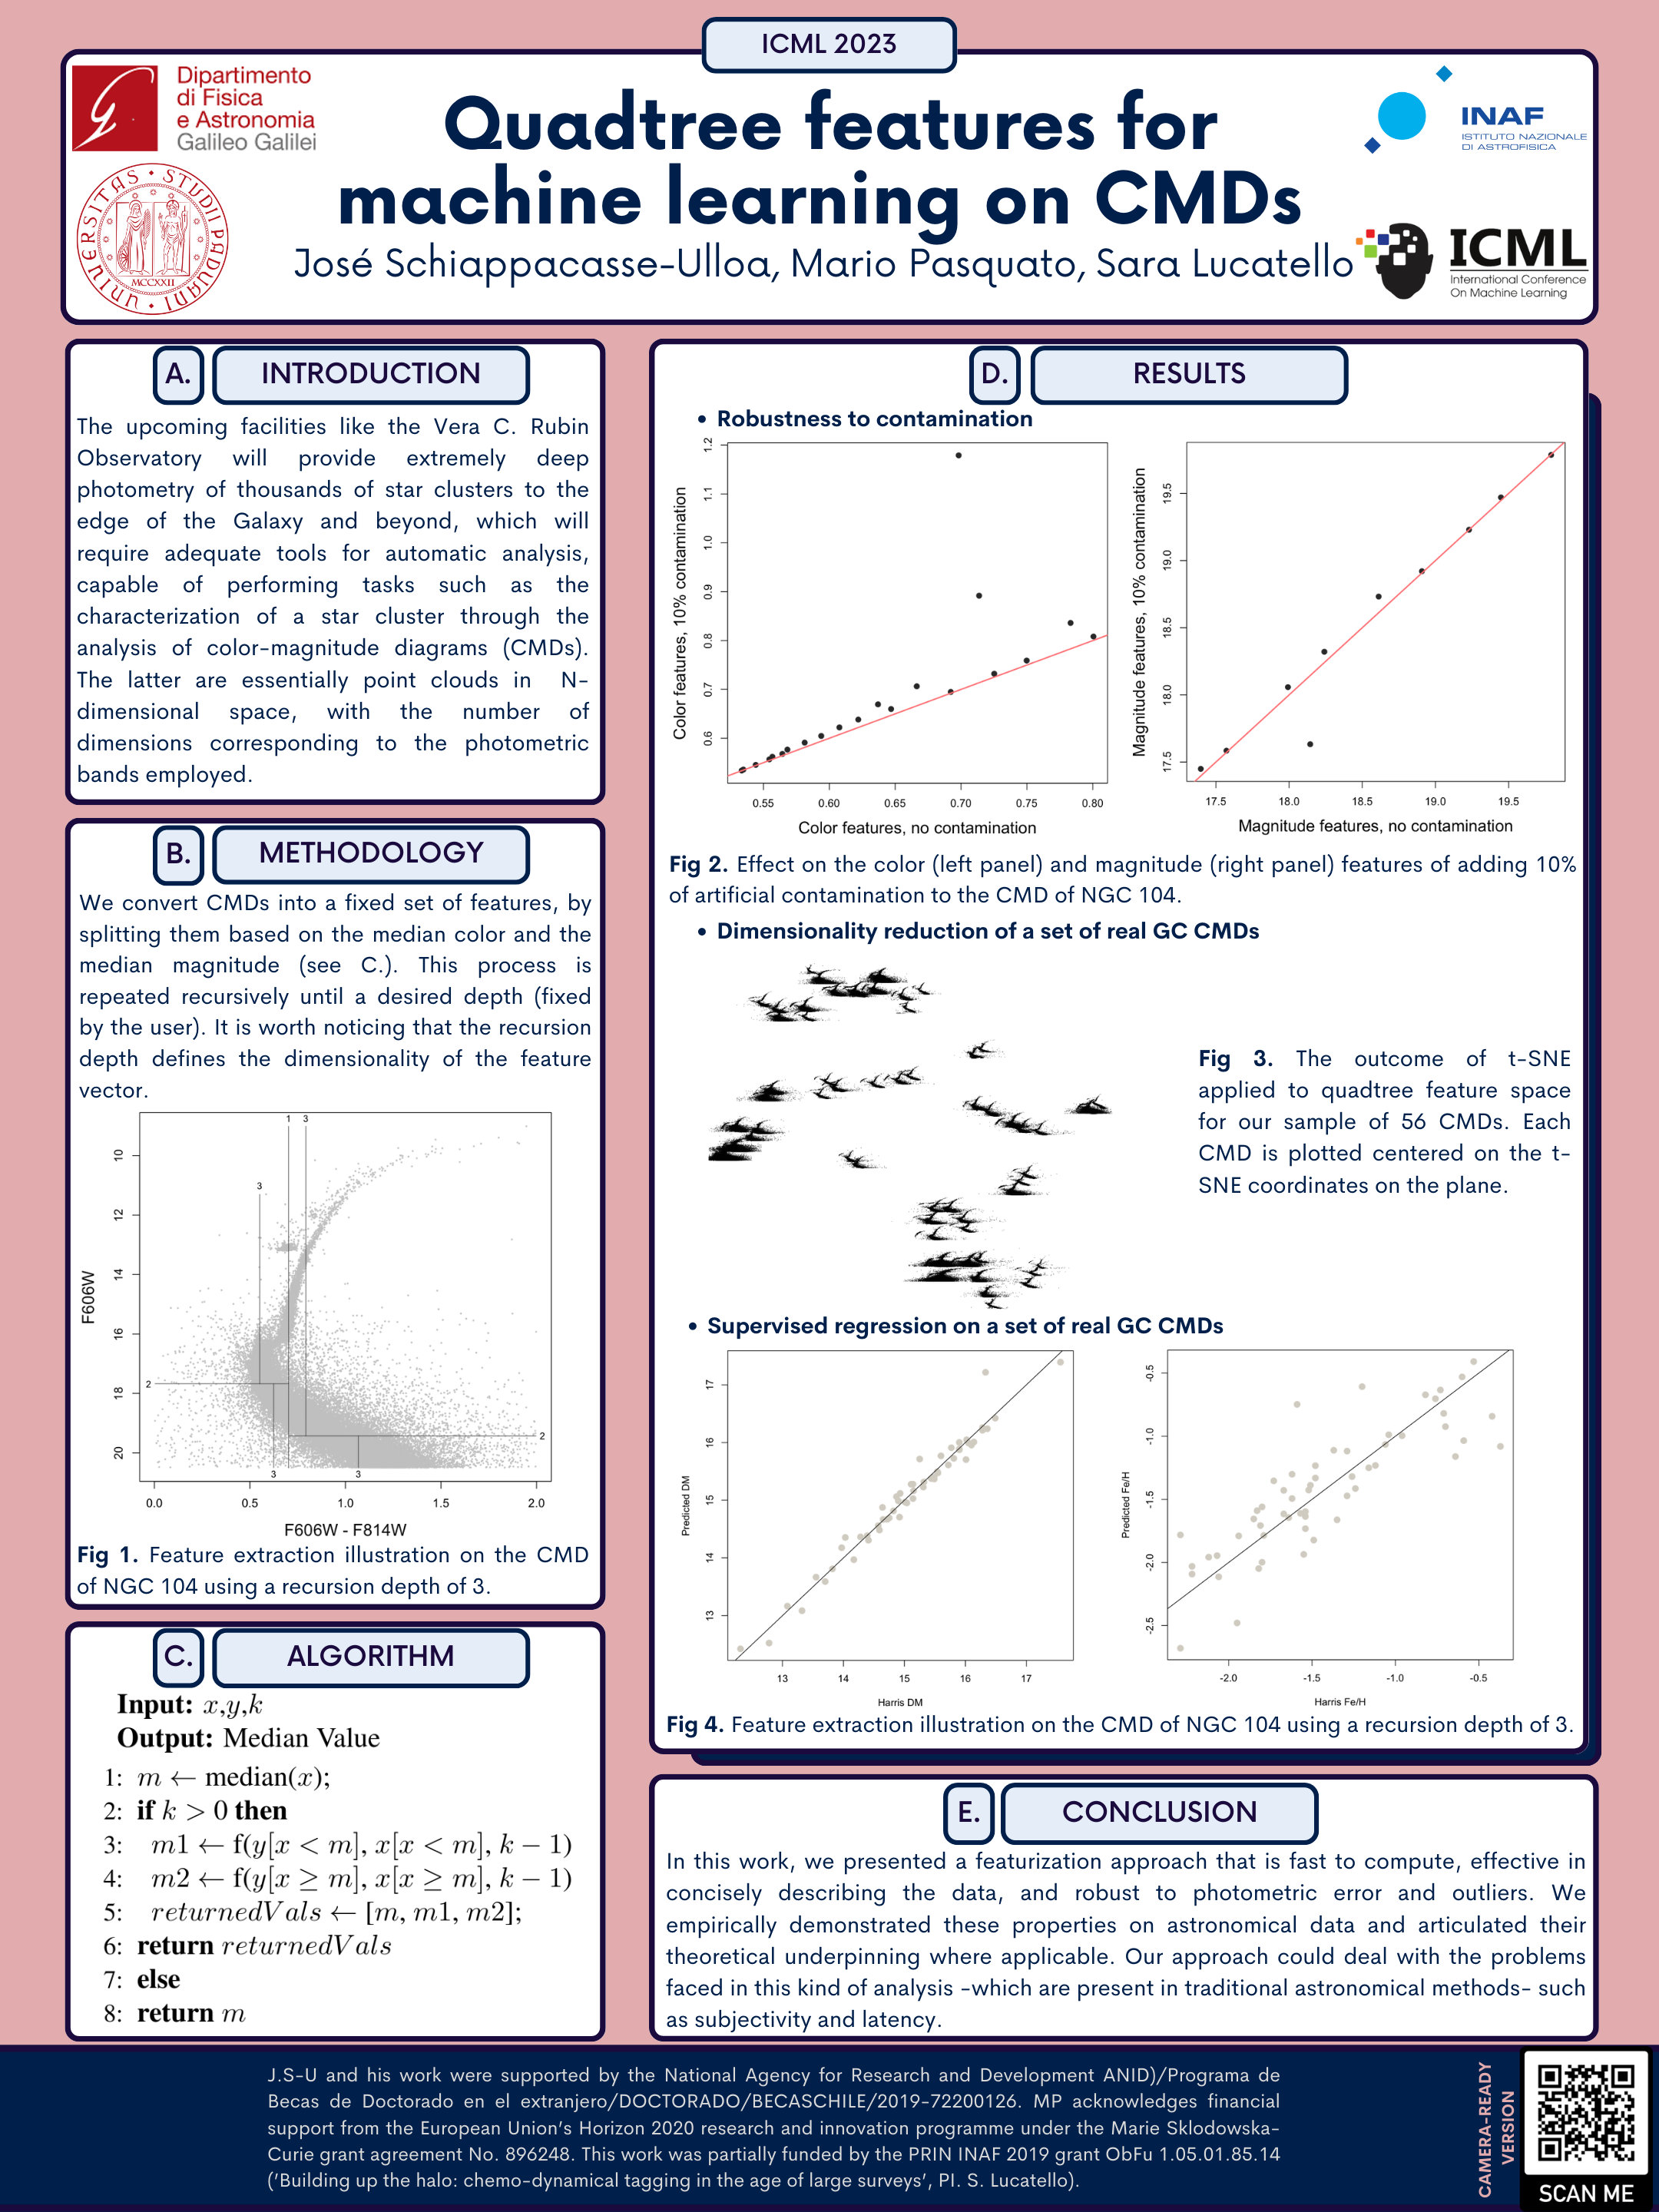 ICML 2023
Dipartimento
di Fisica
e Astronomia
Galileo Galilei
UNIVERSITAS STUDII PADUANI
MCCXXII
Quadtree features for
machine learning on CMDs
José Schiappacasse-Ulloa, Mario Pasquato, Sara Lucatello
INAF
ISTITUTO NAZIONALE
DI ASTROFISICA
ICML
International Conference
On Machine Learning
A. INTRODUCTION
The upcoming facilities like the Vera C. Rubin
Observatory will provide extremely deep
photometry of thousands of star clusters to the
edge of the Galaxy and beyond, which will
require adequate tools for automatic analysis,
capable of performing tasks such as the
characterization of a star cluster through the
analysis of color-magnitude diagrams (CMDs).
The latter are essentially point clouds in N-
dimensional space, with the number of
dimensions corresponding to the photometric
bands employed.
B. METHODOLOGY
We convert CMDs into a fixed set of features, by
splitting them based on the median color and the
median magnitude (see C.). This process is
repeated recursively until a desired depth (fixed
by the user). It is worth noticing that the recursion
depth defines the dimensionality of the feature
vector.
1 3
3
2
2
3 3
10
12
14
16
18
20
F606W
0.0 0.5 1.0 1.5 2.0
F606W - F814W
Fig 1. Feature extraction illustration on the CMD
of NGC 104 using a recursion depth of 3.
C. ALGORITHM
Input: x,y,k
Output: Median Value
1: m ← median(x);
2: if k > 0 then
3: m1 ← f(y[x < m], x[x < m], k − 1)
4: m2 ← f(y[x ≥ m], x[x ≥ m], k − 1)
5: returnedVals ← [m, m1, m2];
6: return returnedVals
7: else
8: return m
D. RESULTS
• Robustness to contamination
Color features, 10% contamination
0.6 0.7 0.8 0.9 1.0 1.1 1.2
0.55 0.60 0.65 0.70 0.75 0.80
Color features, no contamination
Magnitude features, 10% contamination
17.5 18.0 18.5 19.0 19.5
17.5 18.0 18.5 19.0 19.5
Magnitude features, no contamination
Fig 2. Effect on the color (left panel) and magnitude (right panel) features of adding 10%
of artificial contamination to the CMD of NGC 104.
• Dimensionality reduction of a set of real GC CMDs
Fig 3. The outcome of t-SNE
applied to quadtree feature space
for our sample of 56 CMDs. Each
CMD is plotted centered on the t-
SNE coordinates on the plane.
• Supervised regression on a set of real GC CMDs
Predicted DM
13 14 15 16 17
13 14 15 16 17
Harris DM
Predicted Fe/H
-2.5 -2.0 -1.5 -1.0 -0.5
-2.0 -1.5 -1.0 -0.5
Harris Fe/H
Fig 4. Feature extraction illustration on the CMD of NGC 104 using a recursion depth of 3.
E. CONCLUSION
In this work, we presented a featurization approach that is fast to compute, effective in
concisely describing the data, and robust to photometric error and outliers. We
empirically demonstrated these properties on astronomical data and articulated their
theoretical underpinning where applicable. Our approach could deal with the problems
faced in this kind of analysis -which are present in traditional astronomical methods- such
as subjectivity and latency.
J.S-U and his work were supported by the National Agency for Research and Development ANID)/Programa de
Becas de Doctorado en el extranjero/DOCTORADO/BECASCHILE/2019-72200126. MP acknowledges financial
support from the European Union’s Horizon 2020 research and innovation programme under the Marie Sklodowska-
Curie grant agreement No. 896248. This work was partially funded by the PRIN INAF 2019 grant ObFu 1.05.01.85.14
(’Building up the halo: chemo-dynamical tagging in the age of large surveys’, PI. S. Lucatello).
CAMERA-READY
VERSION
SCAN ME